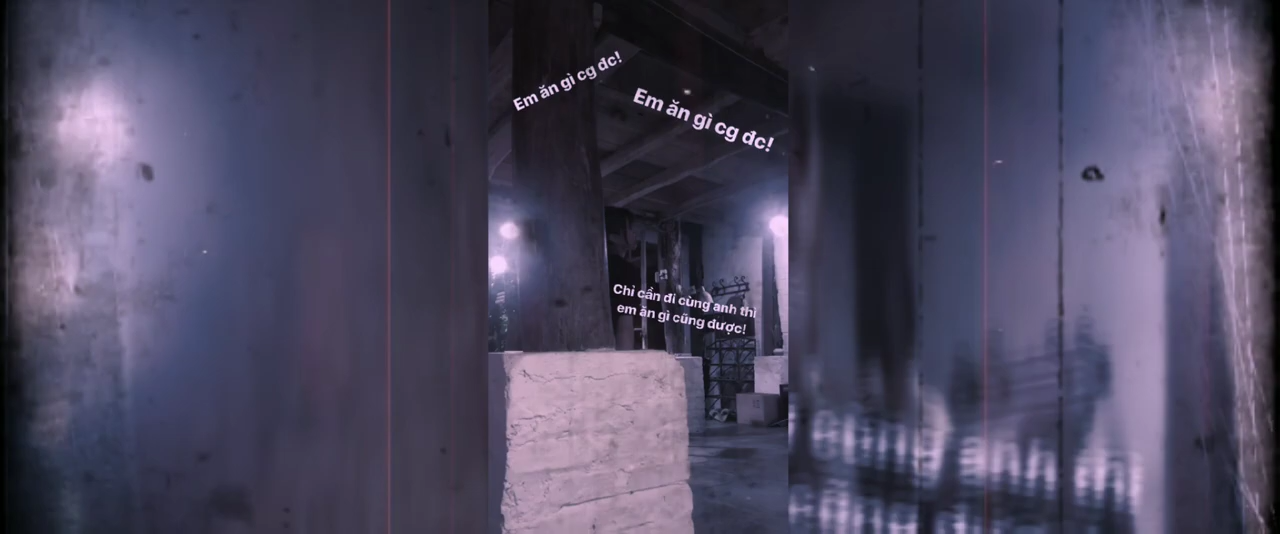 Em ăn gì cg đc!
Em ăn gì cg đc!
Chỉ cần đi cùng anh thì
em ăn gì cũng được!